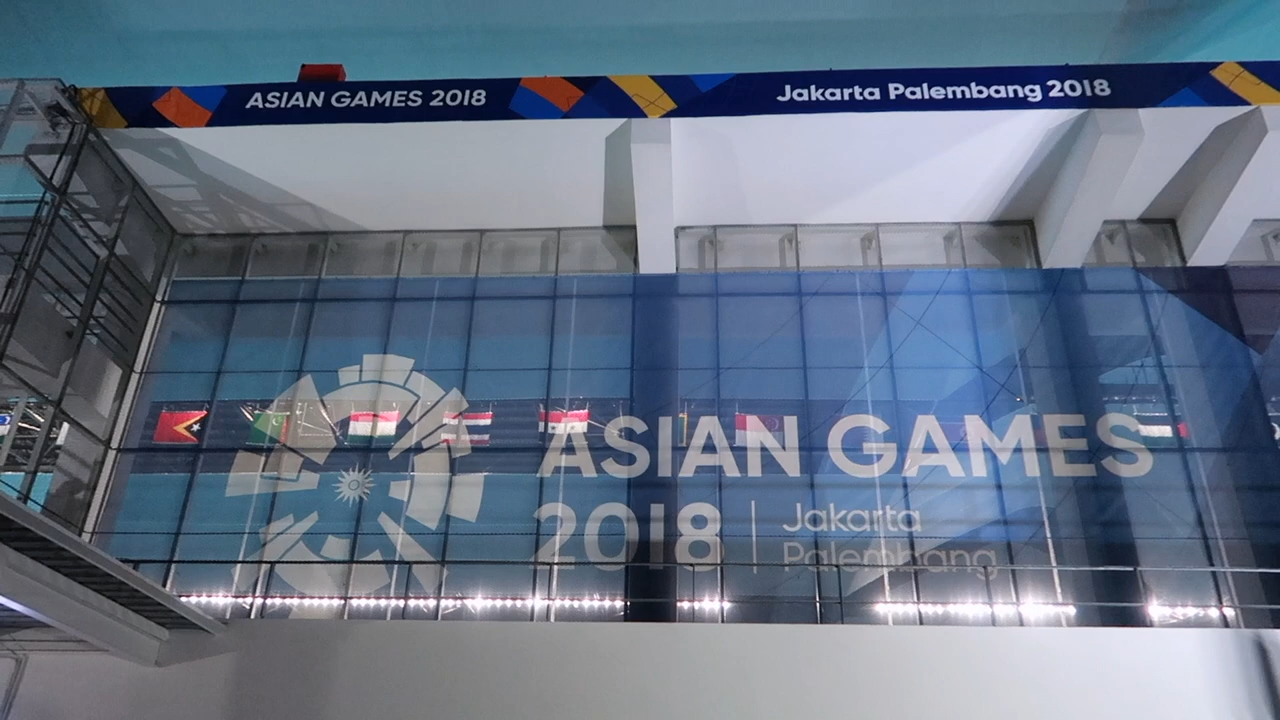 ASIAN GAMES 2018
Jakarta Palembang 2018
ASIAN GAMES
2018
Jakarta
Palembang